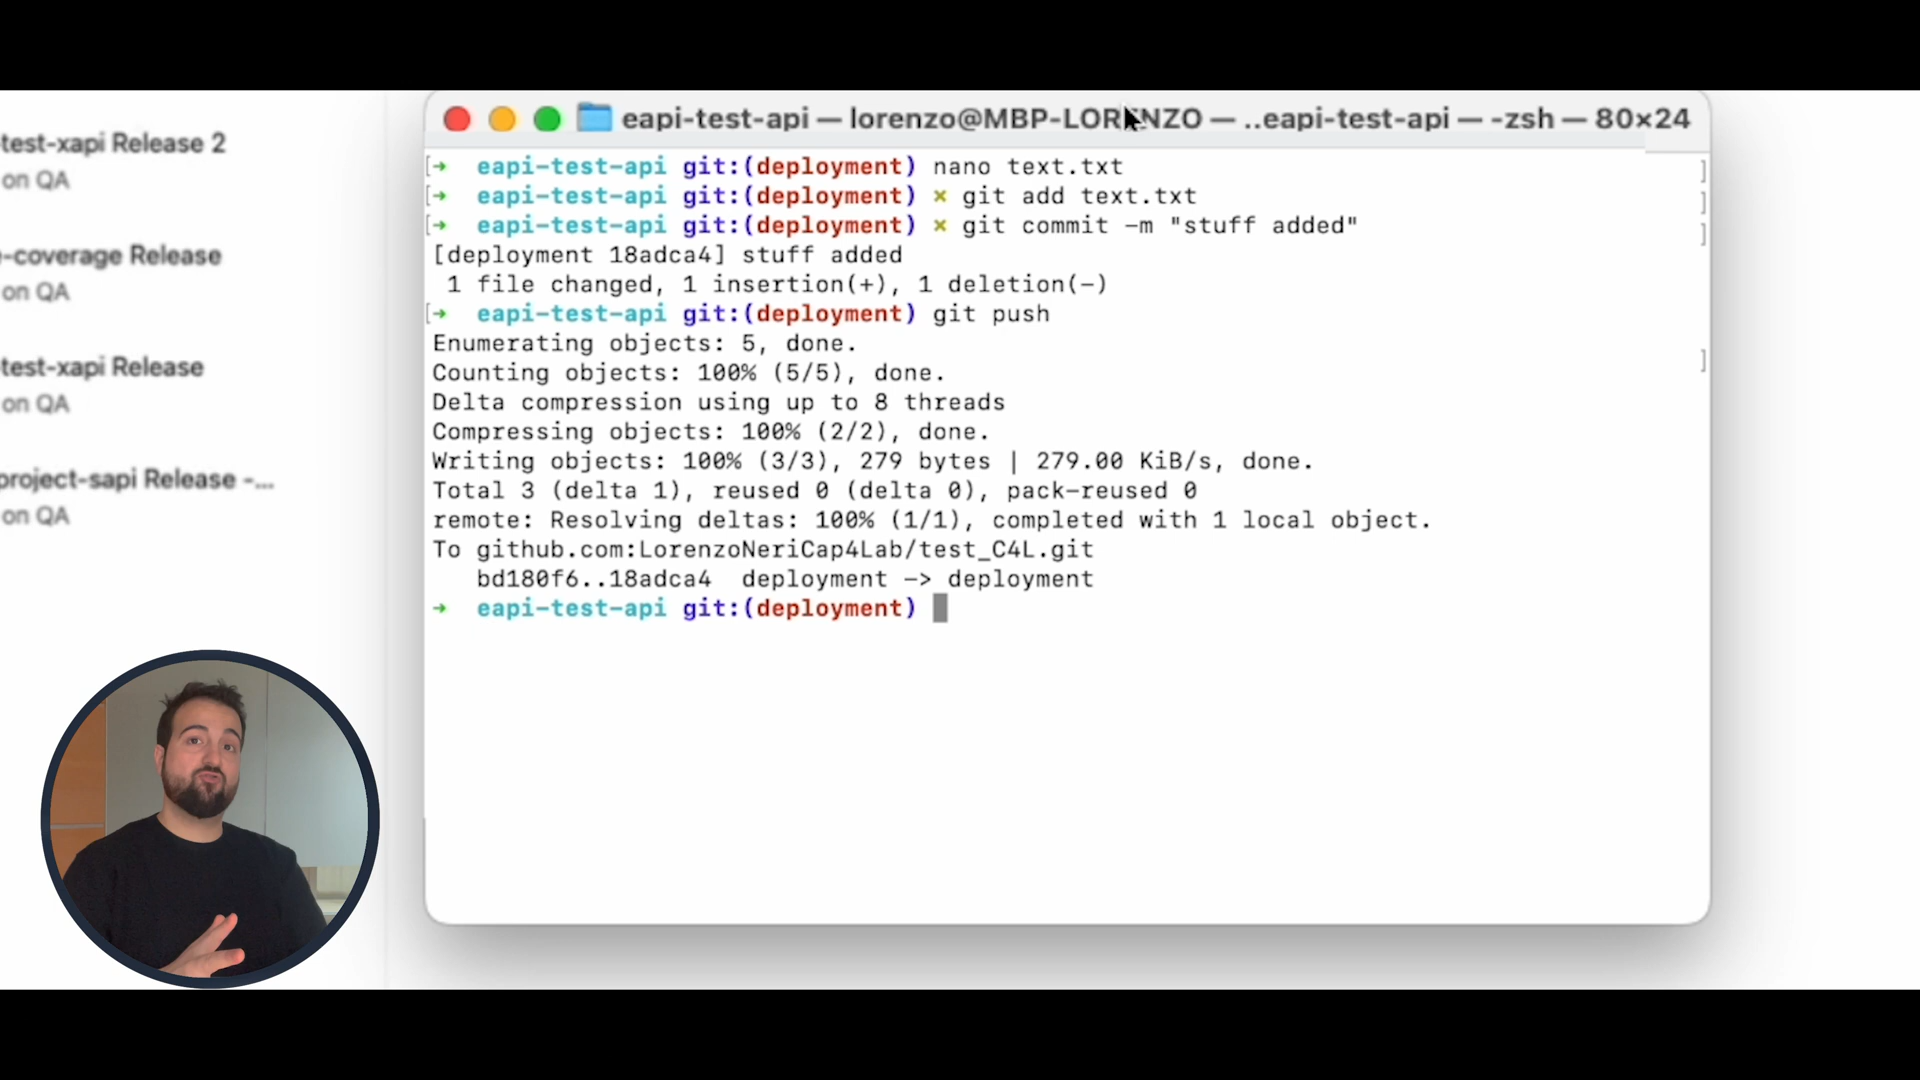 test-xapi Release 2
on QA
-coverage Release
on QA
test-xapi Release
on QA
project-sapi Release -...
on QA
eapi-test-api — lorenzo@MBP-LORENZO — ..eapi-test-api — -zsh — 80×24
[➜  eapi-test-api git:(deployment) nano text.txt ]
[➜  eapi-test-api git:(deployment) ✗ git add text.txt ]
[➜  eapi-test-api git:(deployment) ✗ git commit -m "stuff added" ]
[deployment 18adca4] stuff added
 1 file changed, 1 insertion(+), 1 deletion(-)
[➜  eapi-test-api git:(deployment) git push ]
Enumerating objects: 5, done.
Counting objects: 100% (5/5), done.
Delta compression using up to 8 threads
Compressing objects: 100% (2/2), done.
Writing objects: 100% (3/3), 279 bytes | 279.00 KiB/s, done.
Total 3 (delta 1), reused 0 (delta 0), pack-reused 0
remote: Resolving deltas: 100% (1/1), completed with 1 local object.
To github.com:LorenzoNeriCap4Lab/test_C4L.git
   bd180f6..18adca4  deployment -> deployment
➜  eapi-test-api git:(deployment)